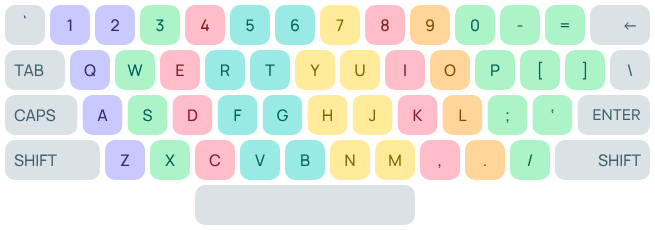 ` 1 2 3 4 5 6 7 8 9 0 - = ←
TAB Q W E R T Y U I O P [ ] \
CAPS A S D F G H J K L ; ' ENTER
SHIFT Z X C V B N M , . / SHIFT